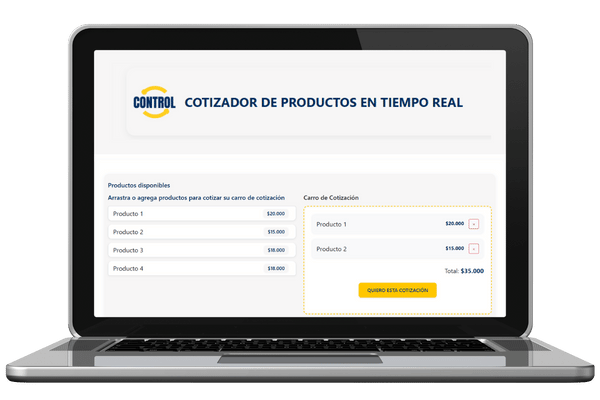 CONTROL
COTIZADOR DE PRODUCTOS EN TIEMPO REAL
Productos disponibles
Arrastra o agrega productos para cotizar su carro de cotización
Producto 1 $20.000
Producto 2 $15.000
Producto 3 $18.000
Producto 4 $18.000
Carro de Cotización
Producto 1 $20.000
Producto 2 $15.000
Total: $35.000
QUIERO ESTA COTIZACIÓN